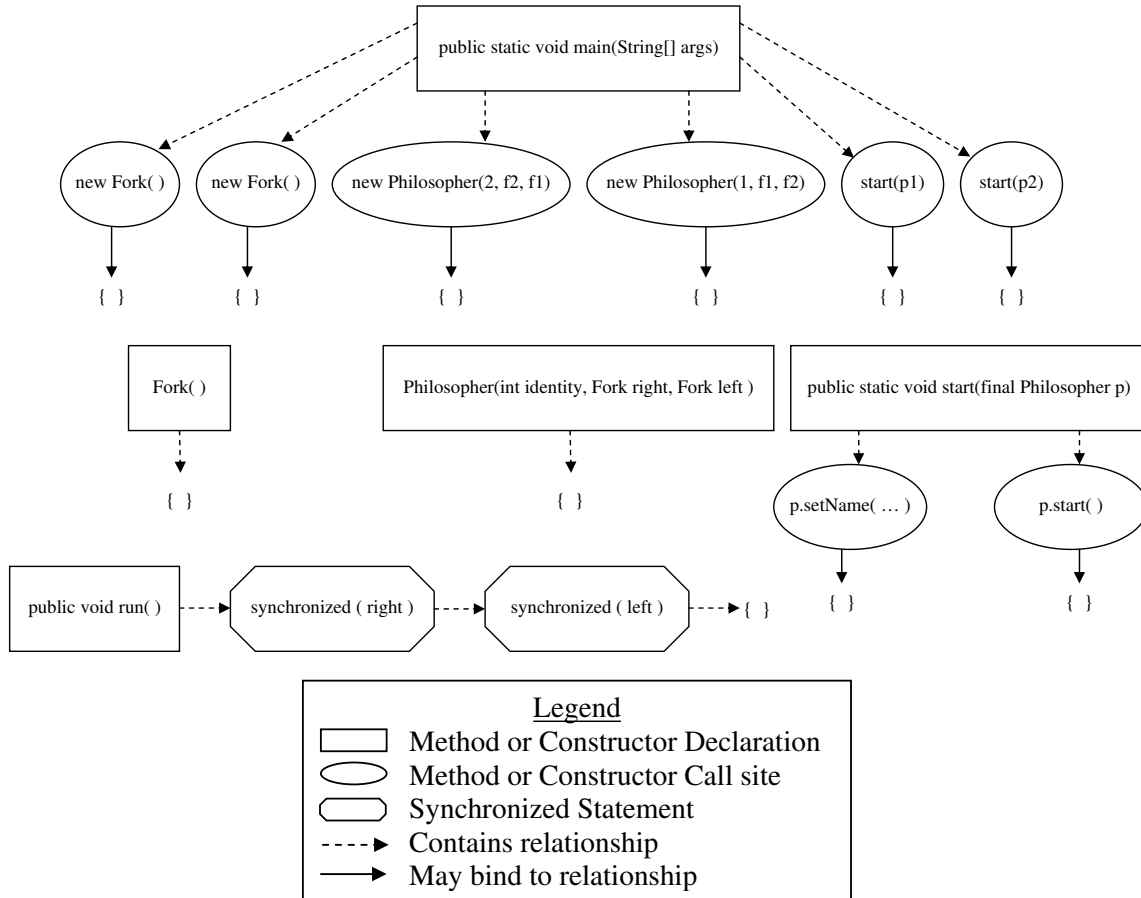 public static void main(String[] args)
new Fork( )
new Fork( )
new Philosopher(2, f2, f1)
new Philosopher(1, f1, f2)
start(p1)
start(p2)
{ }
{ }
{ }
{ }
{ }
{ }
Fork( )
Philosopher(int identity, Fork right, Fork left )
public static void start(final Philosopher p)
{ }
{ }
p.setName( … )
p.start( )
{ }
{ }
public void run( )
synchronized ( right )
synchronized ( left )
{ }
Legend
Method or Constructor Declaration
Method or Constructor Call site
Synchronized Statement
Contains relationship
May bind to relationship